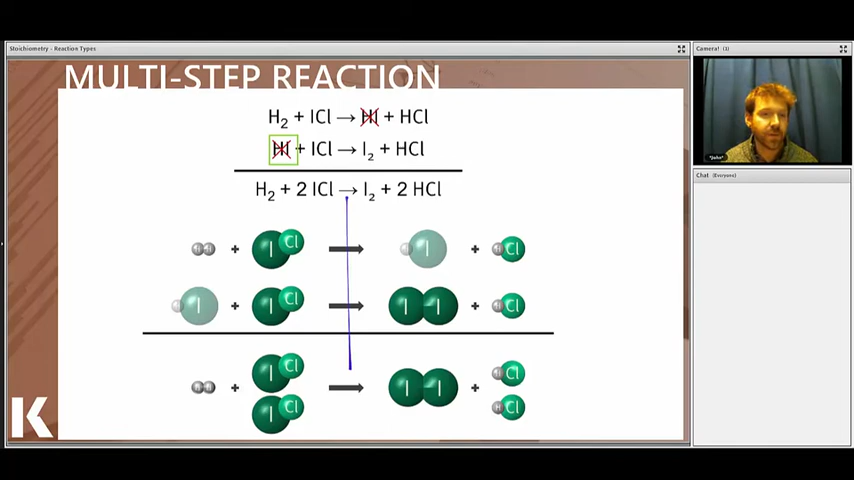 Stoichiometry - Reaction Types
Camera! (1)
MULTI-STEP REACTION
H₂ + ICl → HI + HCl
HI + ICl → I₂ + HCl
H₂ + 2 ICl → I₂ + 2 HCl
*John*
Chat (Everyone)
H H + I Cl → H I + H Cl
H I + I Cl → I I + H Cl
H H + I Cl I Cl → I I + H Cl H Cl
K